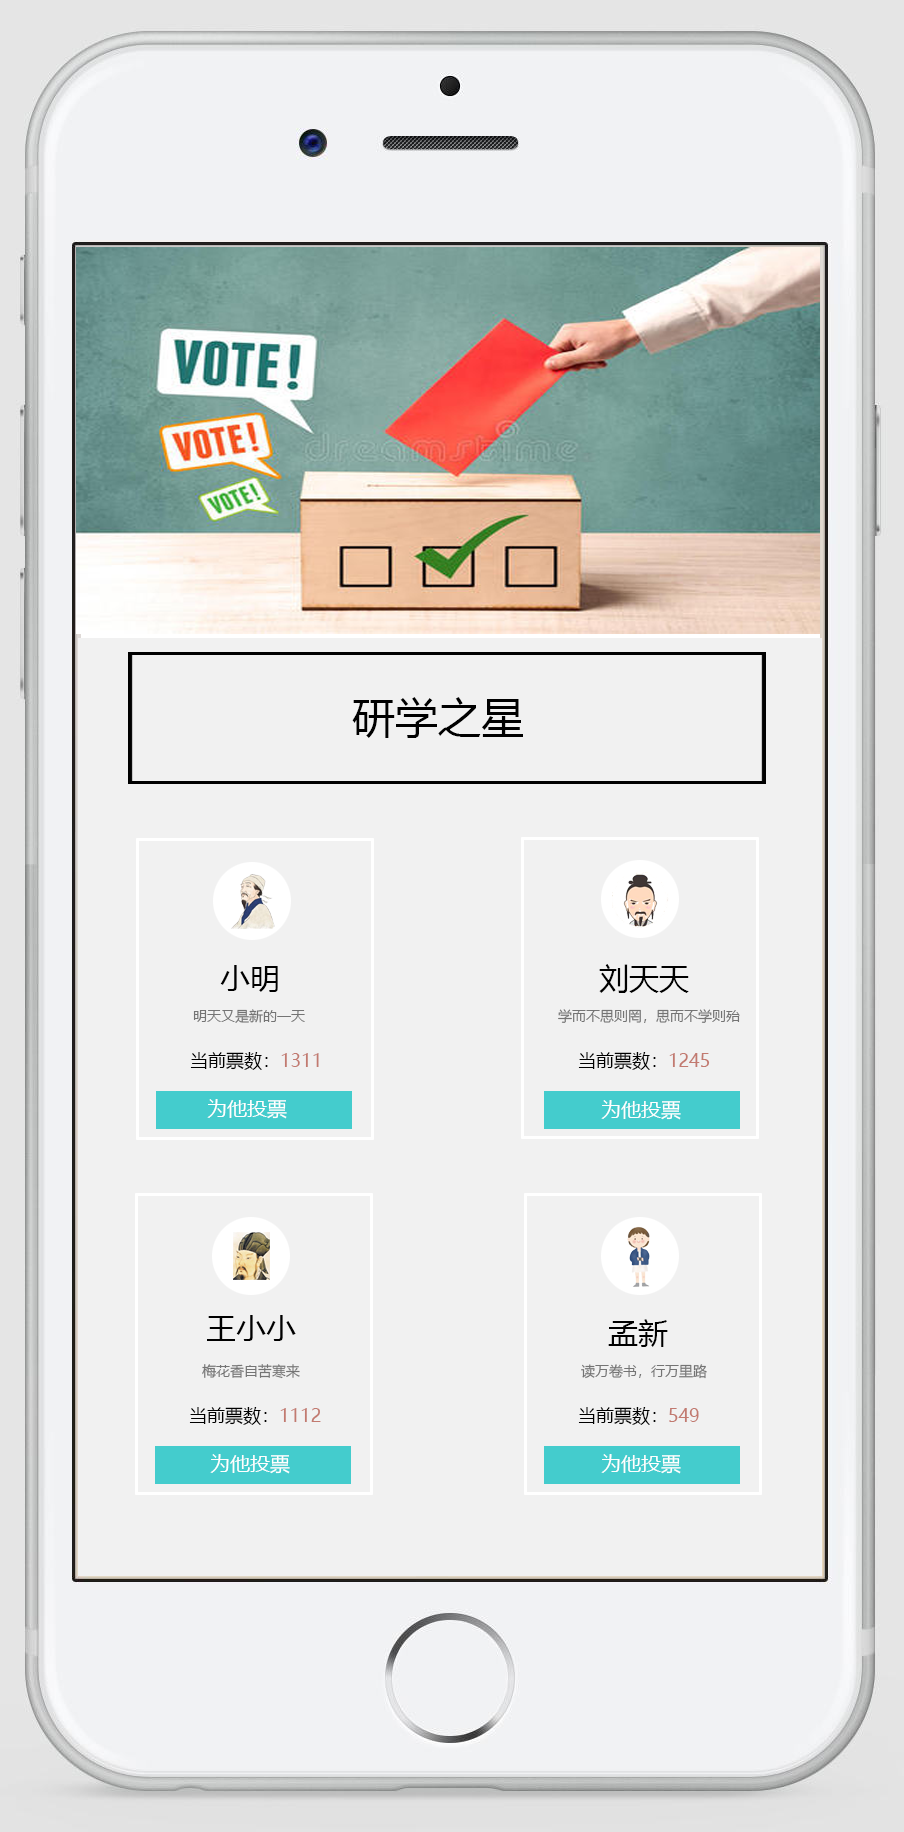 VOTE!
VOTE!
VOTE!
dreamstime
研学之星
小明
明天又是新的一天
当前票数：1311
为他投票
刘天天
学而不思则罔，思而不学则殆
当前票数：1245
为他投票
王小小
梅花香自苦寒来
当前票数：1112
为他投票
孟新
读万卷书，行万里路
当前票数：549
为他投票